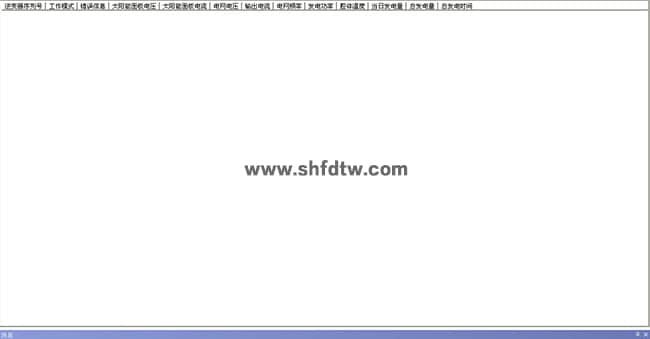 逆变器序列号 工作模式 错误信息 太阳能面板电压 太阳能面板电流 电网电压 输出电流 电网频率 发电功率 腔体温度 当日发电量 总发电量 总发电时间
www.shfdtw.com
消息